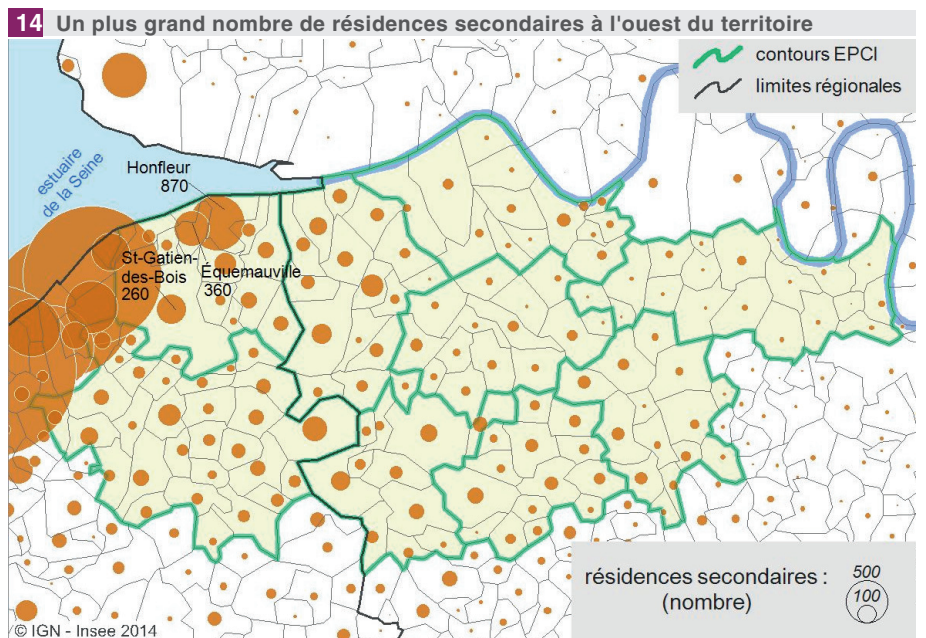 14 Un plus grand nombre de résidences secondaires à l'ouest du territoire
contours EPCI
limites régionales
estuaire
de la Seine
Honfleur
870
St-Gatien-
des-Bois
260
Équemauville
360
résidences secondaires :
(nombre)
500
100
© IGN - Insee 2014